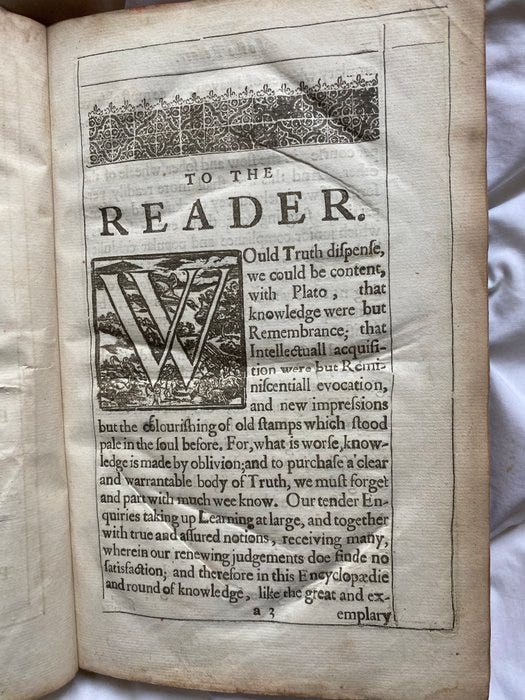 TO THE
READER.
WOuld Truth dispense,
we could be content,
with Plato, that
knowledge were but
Remembrance; that
Intellectuall acquisi-
tion were but Remi-
niscentiall evocation,
and new impressions
but the colourishing of old stamps which stood
pale in the soul before. For, what is worse, know-
ledge is made by oblivion; and to purchase a clear
and warrantable body of Truth, we must forget
and part with much wee know. Our tender En-
quiries taking up Learning at large, and together
with true and assured notions, receiving many,
wherein our renewing judgements doe finde no
satisfaction; and therefore in this Encyclopædie
and round of knowledge, like the great and ex-
a 3 emplary